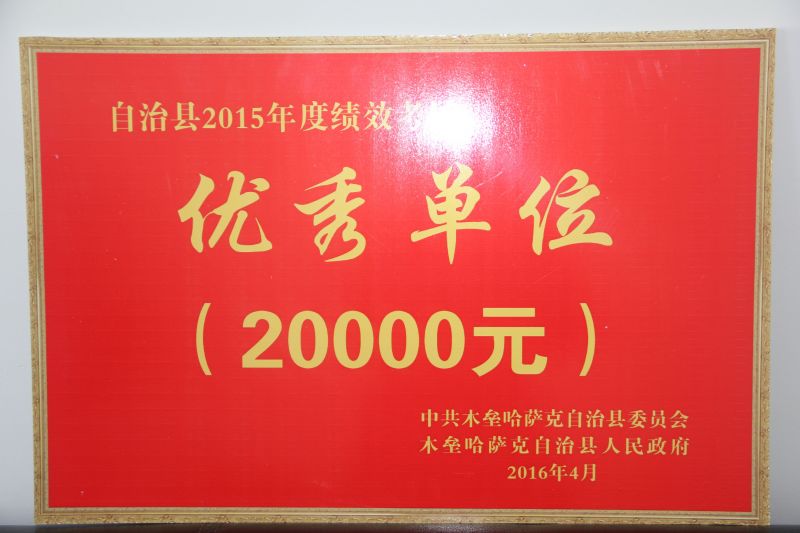 自治县2015年度绩效考
优秀单位
（20000元）
中共木垒哈萨克自治县委员会
木垒哈萨克自治县人民政府
2016年4月